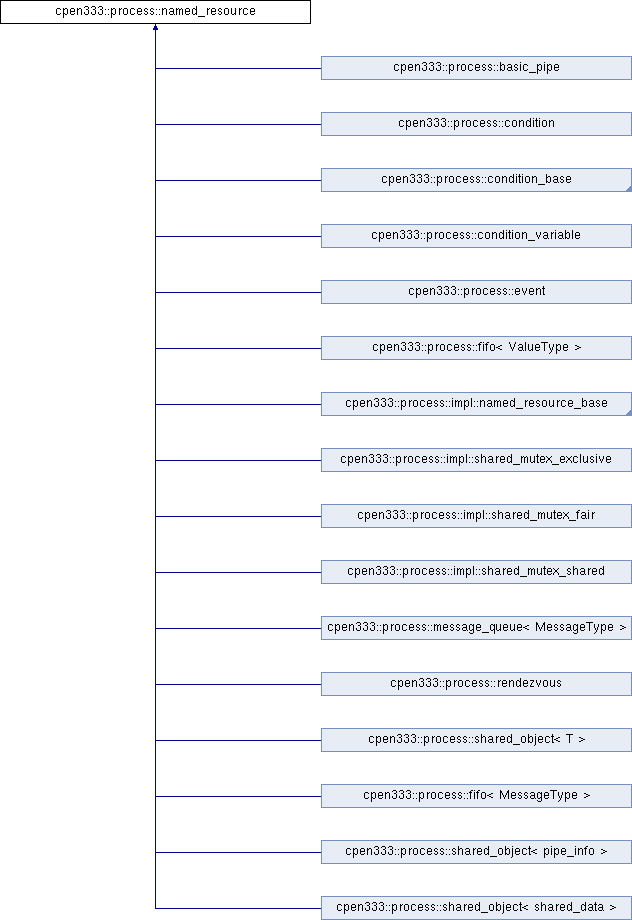 cpen333::process::named_resource
cpen333::process::basic_pipe
cpen333::process::condition
cpen333::process::condition_base
cpen333::process::condition_variable
cpen333::process::event
cpen333::process::fifo< ValueType >
cpen333::process::impl::named_resource_base
cpen333::process::impl::shared_mutex_exclusive
cpen333::process::impl::shared_mutex_fair
cpen333::process::impl::shared_mutex_shared
cpen333::process::message_queue< MessageType >
cpen333::process::rendezvous
cpen333::process::shared_object< T >
cpen333::process::fifo< MessageType >
cpen333::process::shared_object< pipe_info >
cpen333::process::shared_object< shared_data >